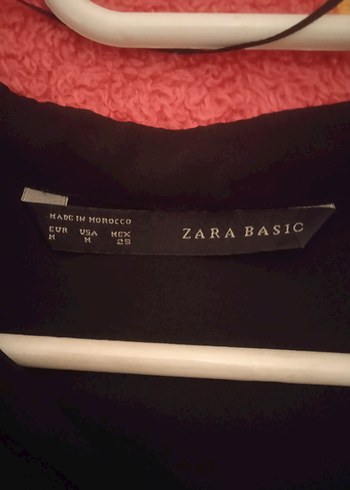 MADE IN MOROCCO
EUR USA MEX
M M 28
ZARA BASIC